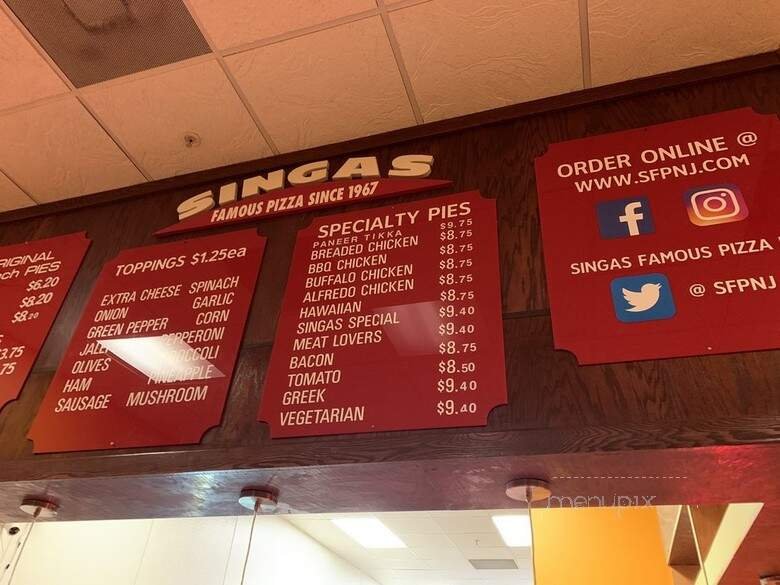 SINGAS
FAMOUS PIZZA SINCE 1967
PIES
$6.20
$8.20
$8.20
.75
TOPPINGS $1.25ea
EXTRA CHEESE SPINACH
ONION GARLIC
GREEN PEPPER CORN
PEPPERONI
OLIVES
HAM PINEAPPLE
SAUSAGE MUSHROOM
SPECIALTY PIES
PANEER TIKKA $9.75
BREADED CHICKEN $8.75
BBQ CHICKEN $8.75
BUFFALO CHICKEN $8.75
ALFREDO CHICKEN $8.75
HAWAIIAN $8.75
SINGAS SPECIAL $9.40
MEAT LOVERS $9.40
BACON $8.75
TOMATO $8.50
GREEK $9.40
VEGETARIAN $9.40
ORDER ONLINE @
WWW.SFPNJ.COM
f
SINGAS FAMOUS PIZZA
@ SFPNJ
menupix